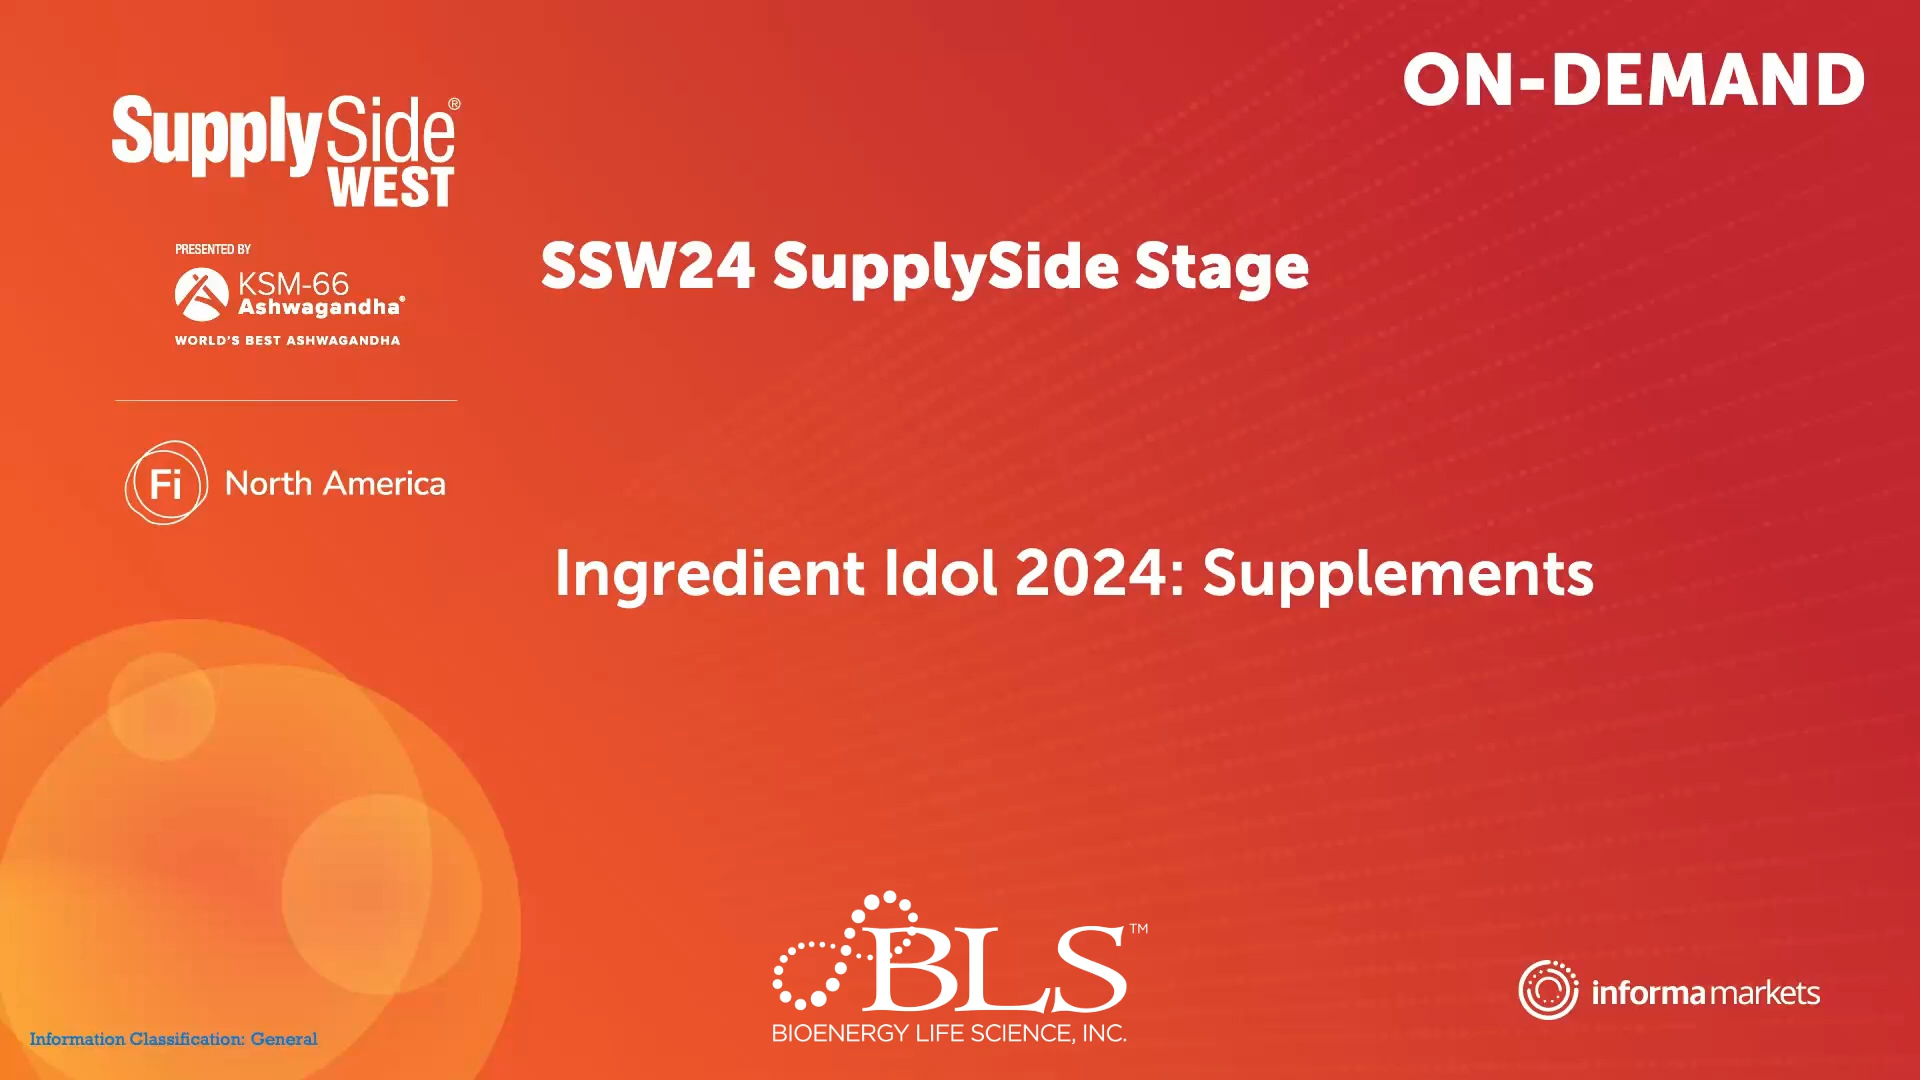 ON-DEMAND
SupplySide®
WEST
PRESENTED BY
KSM-66
Ashwagandha®
WORLD'S BEST ASHWAGANDHA
Fi North America
SSW24 SupplySide Stage
Ingredient Idol 2024: Supplements
BLS™
BIOENERGY LIFE SCIENCE, INC.
informa markets
Information Classification: General